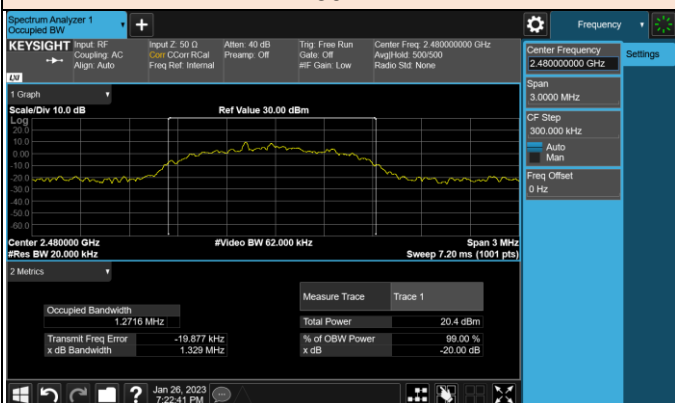 Spectrum Analyzer 1
Occupied BW
Frequency
KEYSIGHT
Input: RF
Coupling: AC
Align: Auto
Input Z: 50 Ω
Corr CCorr RCal
Freq Ref: Internal
Atten: 40 dB
Preamp: Off
Trig: Free Run
Gate: Off
#IF Gain: Low
Center Freq: 2.480000000 GHz
Avg|Hold: 500/500
Radio Std: None
LXI
1 Graph
Scale/Div 10.0 dB
Ref Value 30.00 dBm
Log
20.0
10.0
0.00
-10.0
-20.0
-30.0
-40.0
-50.0
-60.0
Center 2.480000 GHz
#Video BW 62.000 kHz
Span 3 MHz
#Res BW 20.000 kHz
Sweep 7.20 ms (1001 pts)
2 Metrics
Measure Trace
Trace 1
Occupied Bandwidth
1.2716 MHz
Total Power
20.4 dBm
Transmit Freq Error
-19.877 kHz
% of OBW Power
99.00 %
x dB Bandwidth
1.329 MHz
x dB
-20.00 dB
Jan 26, 2023
7:22:41 PM
Center Frequency
2.480000000 GHz
Settings
Span
3.0000 MHz
CF Step
300.000 kHz
Auto
Man
Freq Offset
0 Hz